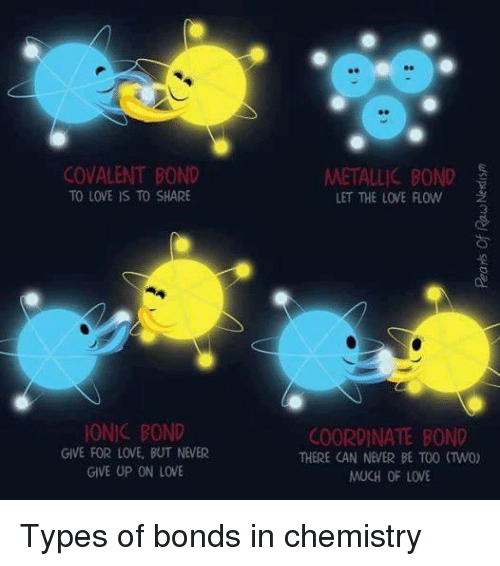 COVALENT BOND
TO LOVE IS TO SHARE
METALLIC BOND
LET THE LOVE FLOW
Pearls Of Raw Nerdism
IONIC BOND
GIVE FOR LOVE, BUT NEVER
GIVE UP ON LOVE
COORDINATE BOND
THERE CAN NEVER BE TOO (TWO)
MUCH OF LOVE
Types of bonds in chemistry